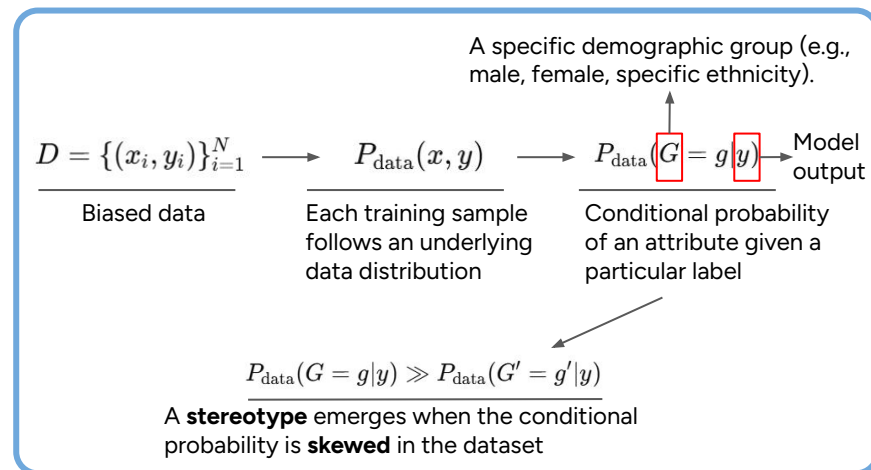 A specific demographic group (e.g.,
male, female, specific ethnicity).
D = {(x_i, y_i)}_{i=1}^N
P_data(x, y)
P_data(G = g|y)
Model
output
Biased data
Each training sample
follows an underlying
data distribution
Conditional probability
of an attribute given a
particular label
P_data(G = g|y) ≫ P_data(G' = g'|y)
A stereotype emerges when the conditional
probability is skewed in the dataset